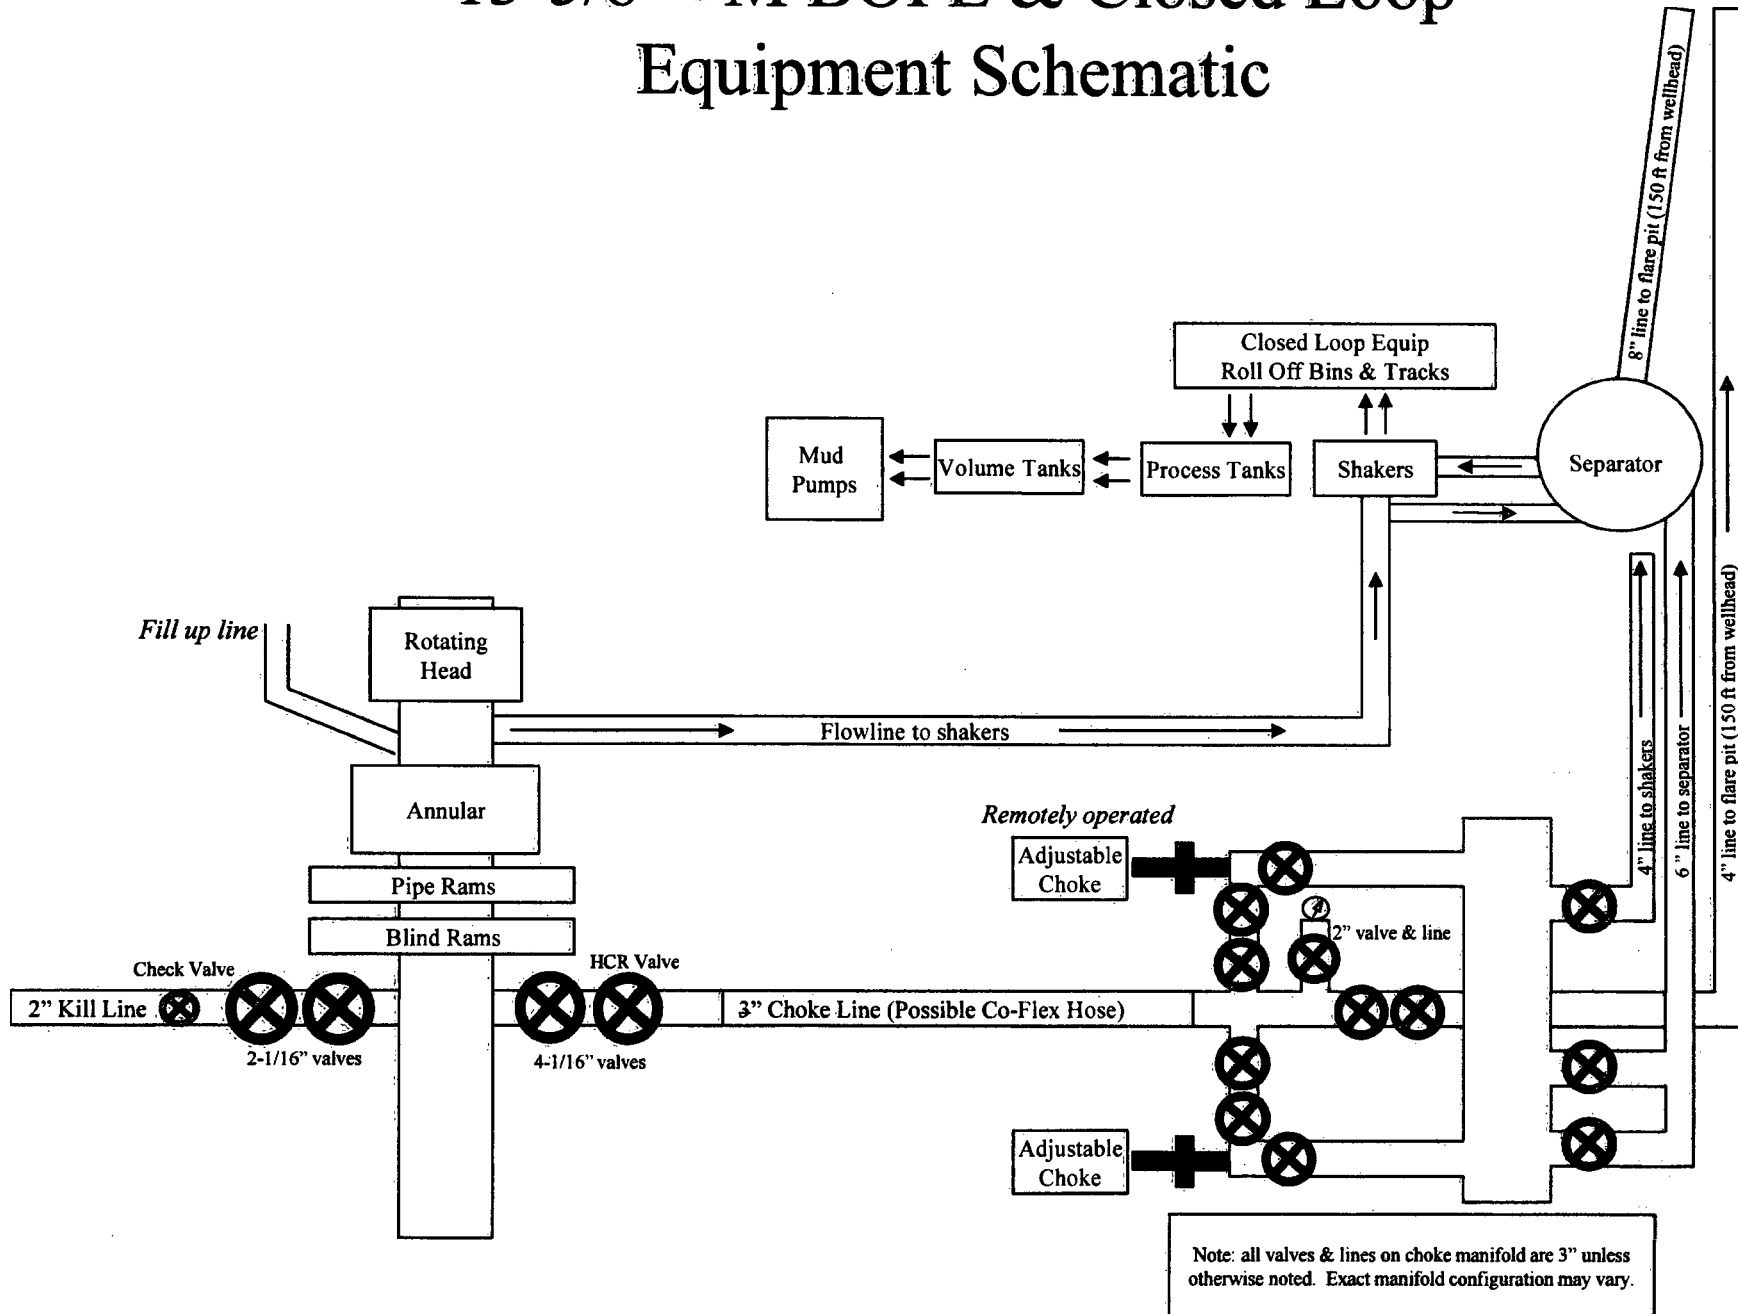 Equipment Schematic
8” line to flare pit (150 ft from wellhead)
Closed Loop Equip
Roll Off Bins & Tracks
Mud
Pumps
Volume Tanks
Process Tanks
Shakers
Separator
Fill up line
Rotating
Head
Flowline to shakers
Annular
Pipe Rams
Blind Rams
Remotely operated
Adjustable
Choke
4” line to shakers
6 ” line to separator
4” line to flare pit (150 ft from wellhead)
2” valve & line
Check Valve
HCR Valve
2” Kill Line
3” Choke Line (Possible Co-Flex Hose)
2-1/16” valves
4-1/16” valves
Adjustable
Choke
Note: all valves & lines on choke manifold are 3” unless
otherwise noted. Exact manifold configuration may vary.